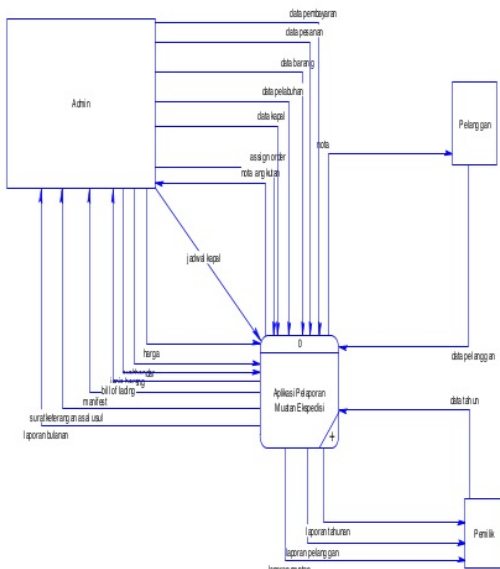 data pembayaran
data pesanan
Admin
data barang
data pelabuhan
data kapal
Pelanggan
nota
assign order
nota angkutan
jadwal kapal
0
harga
data pelanggan
jenis barang
bill of lading
manifest
Aplikasi Pelaporan
Muatan Ekspedisi
data tahun
surat keterangan asal usul
laporan bulanan
+
laporan tahunan
Pemilik
laporan pelanggan